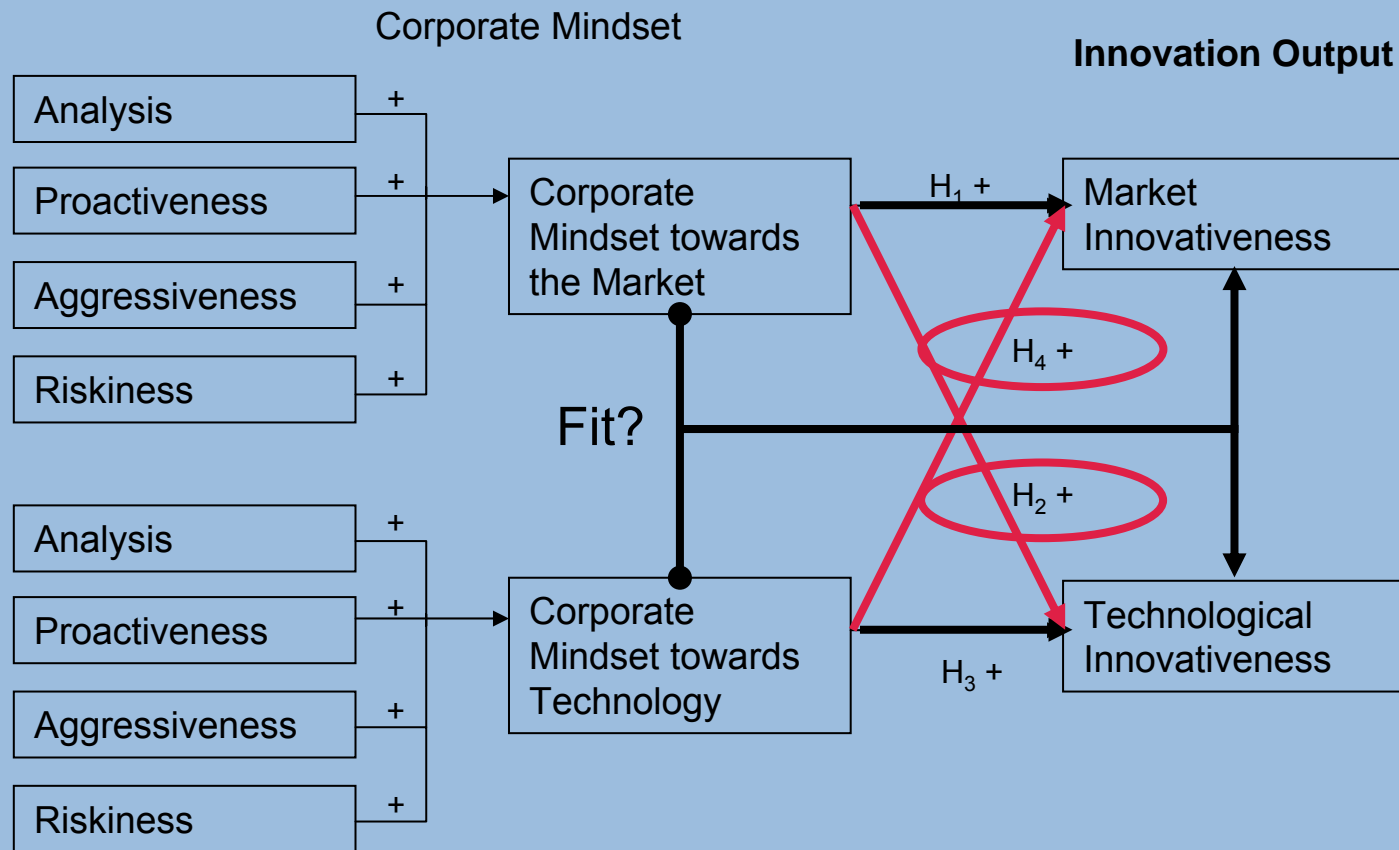 Corporate Mindset
Innovation Output
Analysis
+
Proactiveness
+
Aggressiveness
+
Riskiness
+
Corporate
Mindset towards
the Market
H₁ +
Market
Innovativeness
H₄ +
Fit?
H₂ +
Analysis
+
Proactiveness
+
Aggressiveness
+
Riskiness
+
Corporate
Mindset towards
Technology
H₃ +
Technological
Innovativeness